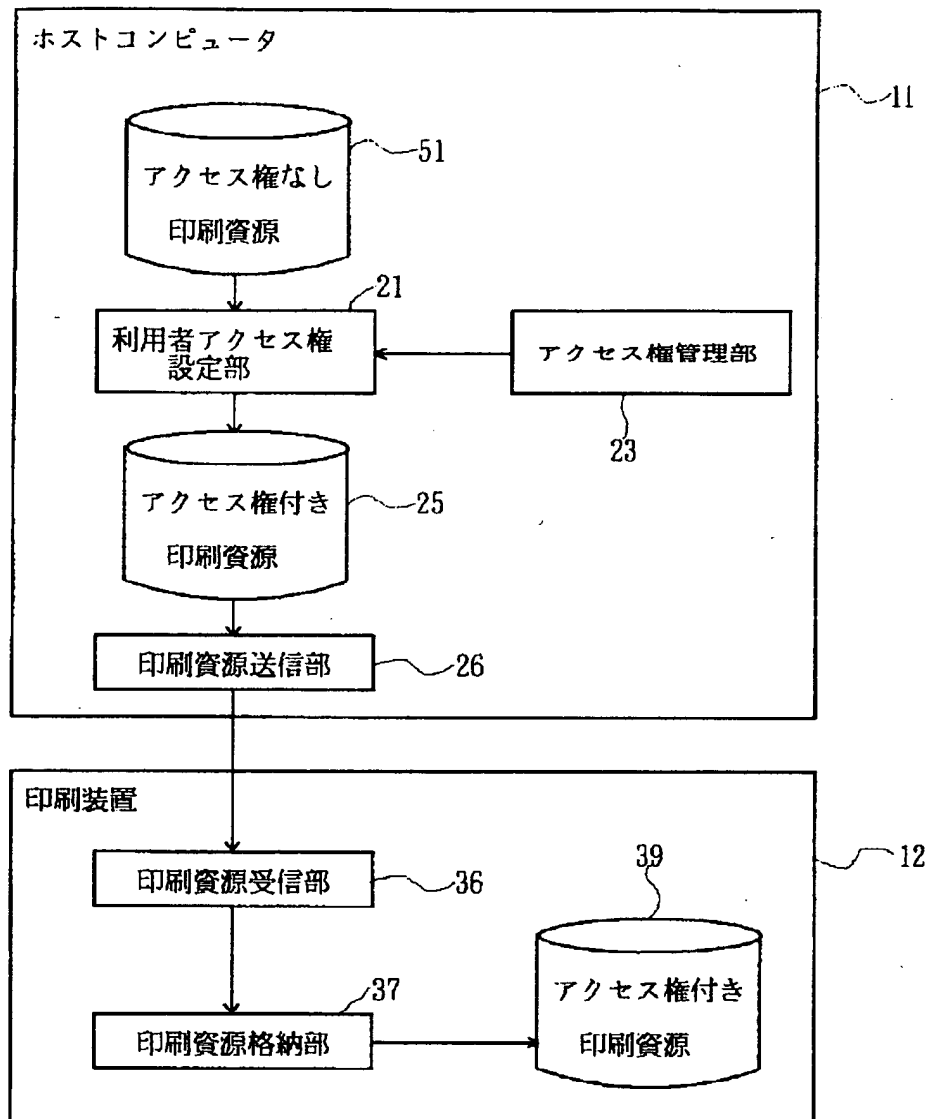 ホストコンピュータ
11
51
アクセス権なし
印刷資源
21
利用者アクセス権
設定部
アクセス権管理部
23
アクセス権付き
印刷資源
25
印刷資源送信部
26
印刷装置
12
印刷資源受信部
36
39
アクセス権付き
印刷資源
37
印刷資源格納部